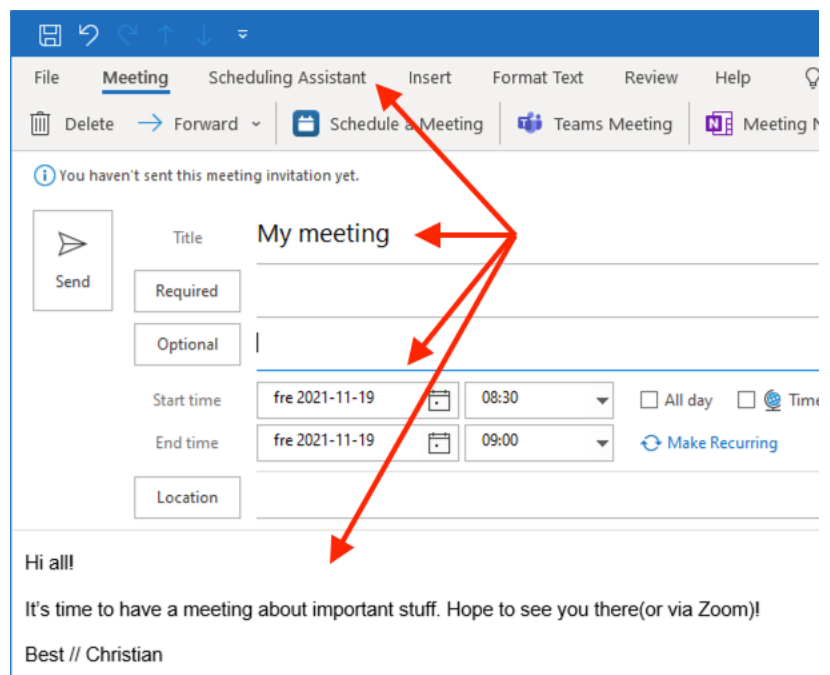 File Meeting Scheduling Assistant Insert Format Text Review Help
Delete Forward Schedule a Meeting Teams Meeting Meeting
You haven't sent this meeting invitation yet.
Title My meeting
Send
Required
Optional
Start time fre 2021-11-19 08:30 All day Time
End time fre 2021-11-19 09:00 Make Recurring
Location
Hi all!
It's time to have a meeting about important stuff. Hope to see you there(or via Zoom)!
Best // Christian